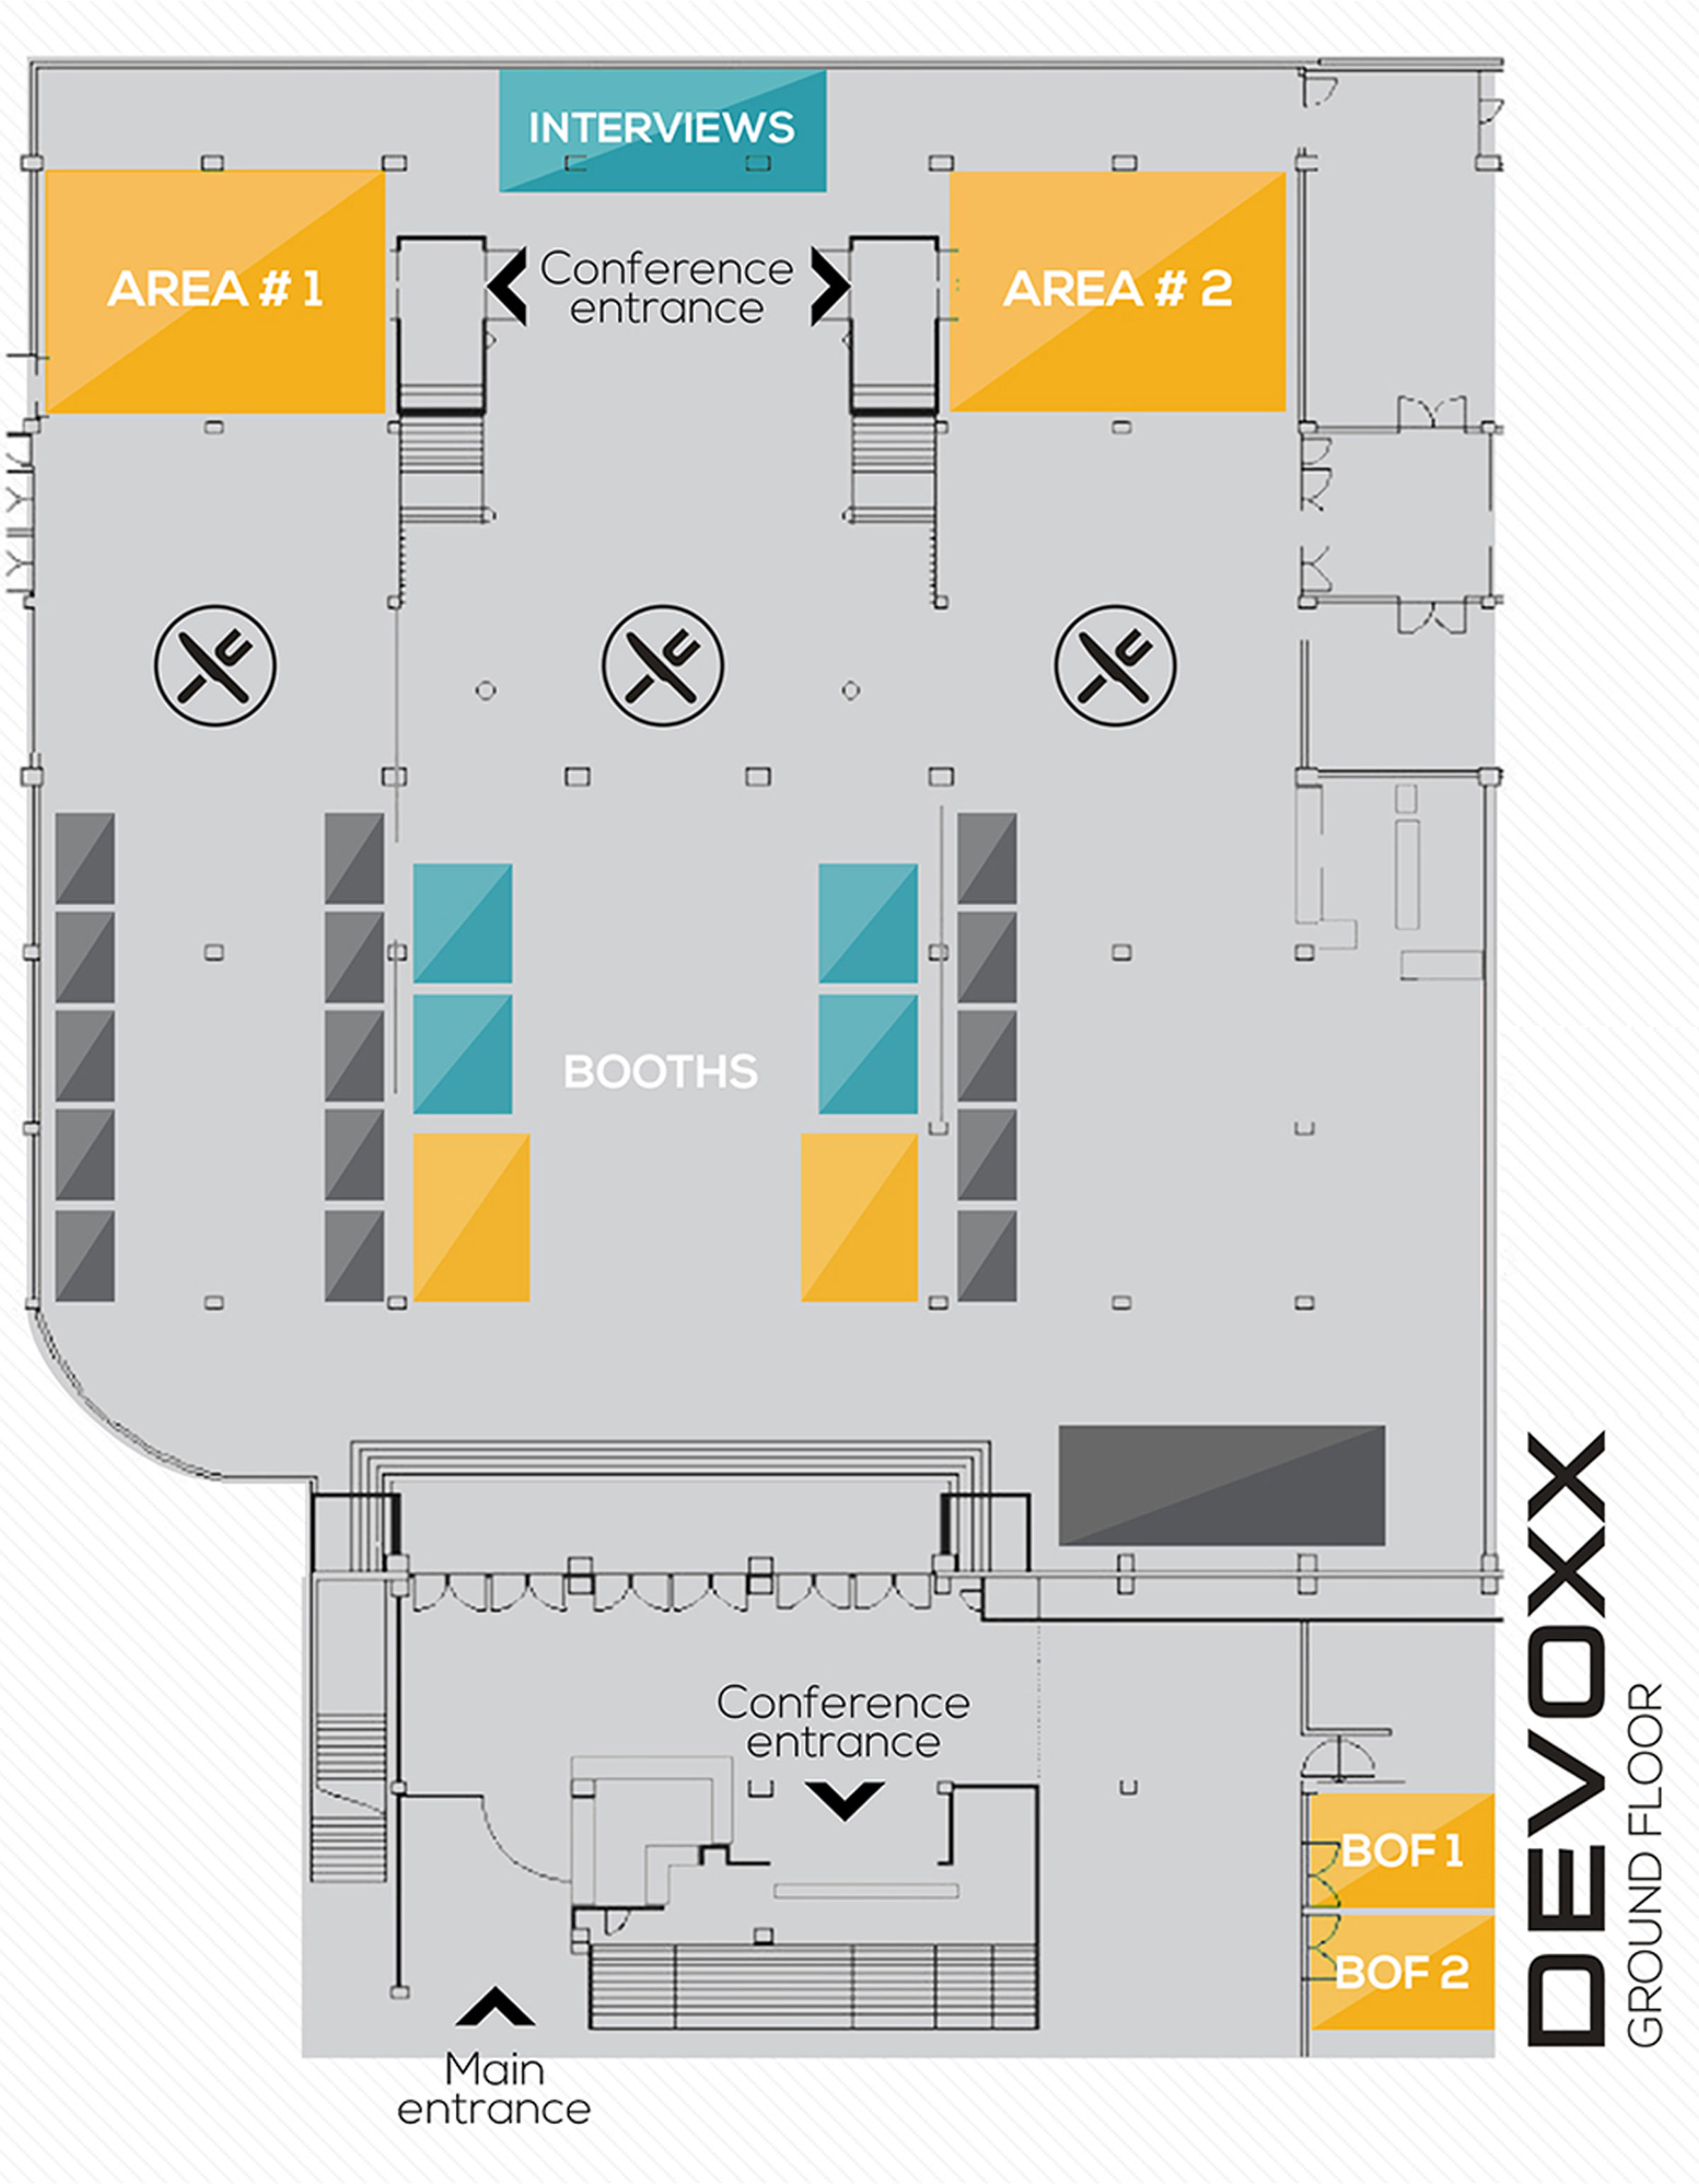 INTERVIEWS
AREA # 1
Conference
entrance
AREA # 2
BOOTHS
Conference
entrance
BOF 1
BOF 2
Main
entrance
DEVOXX
GROUND FLOOR